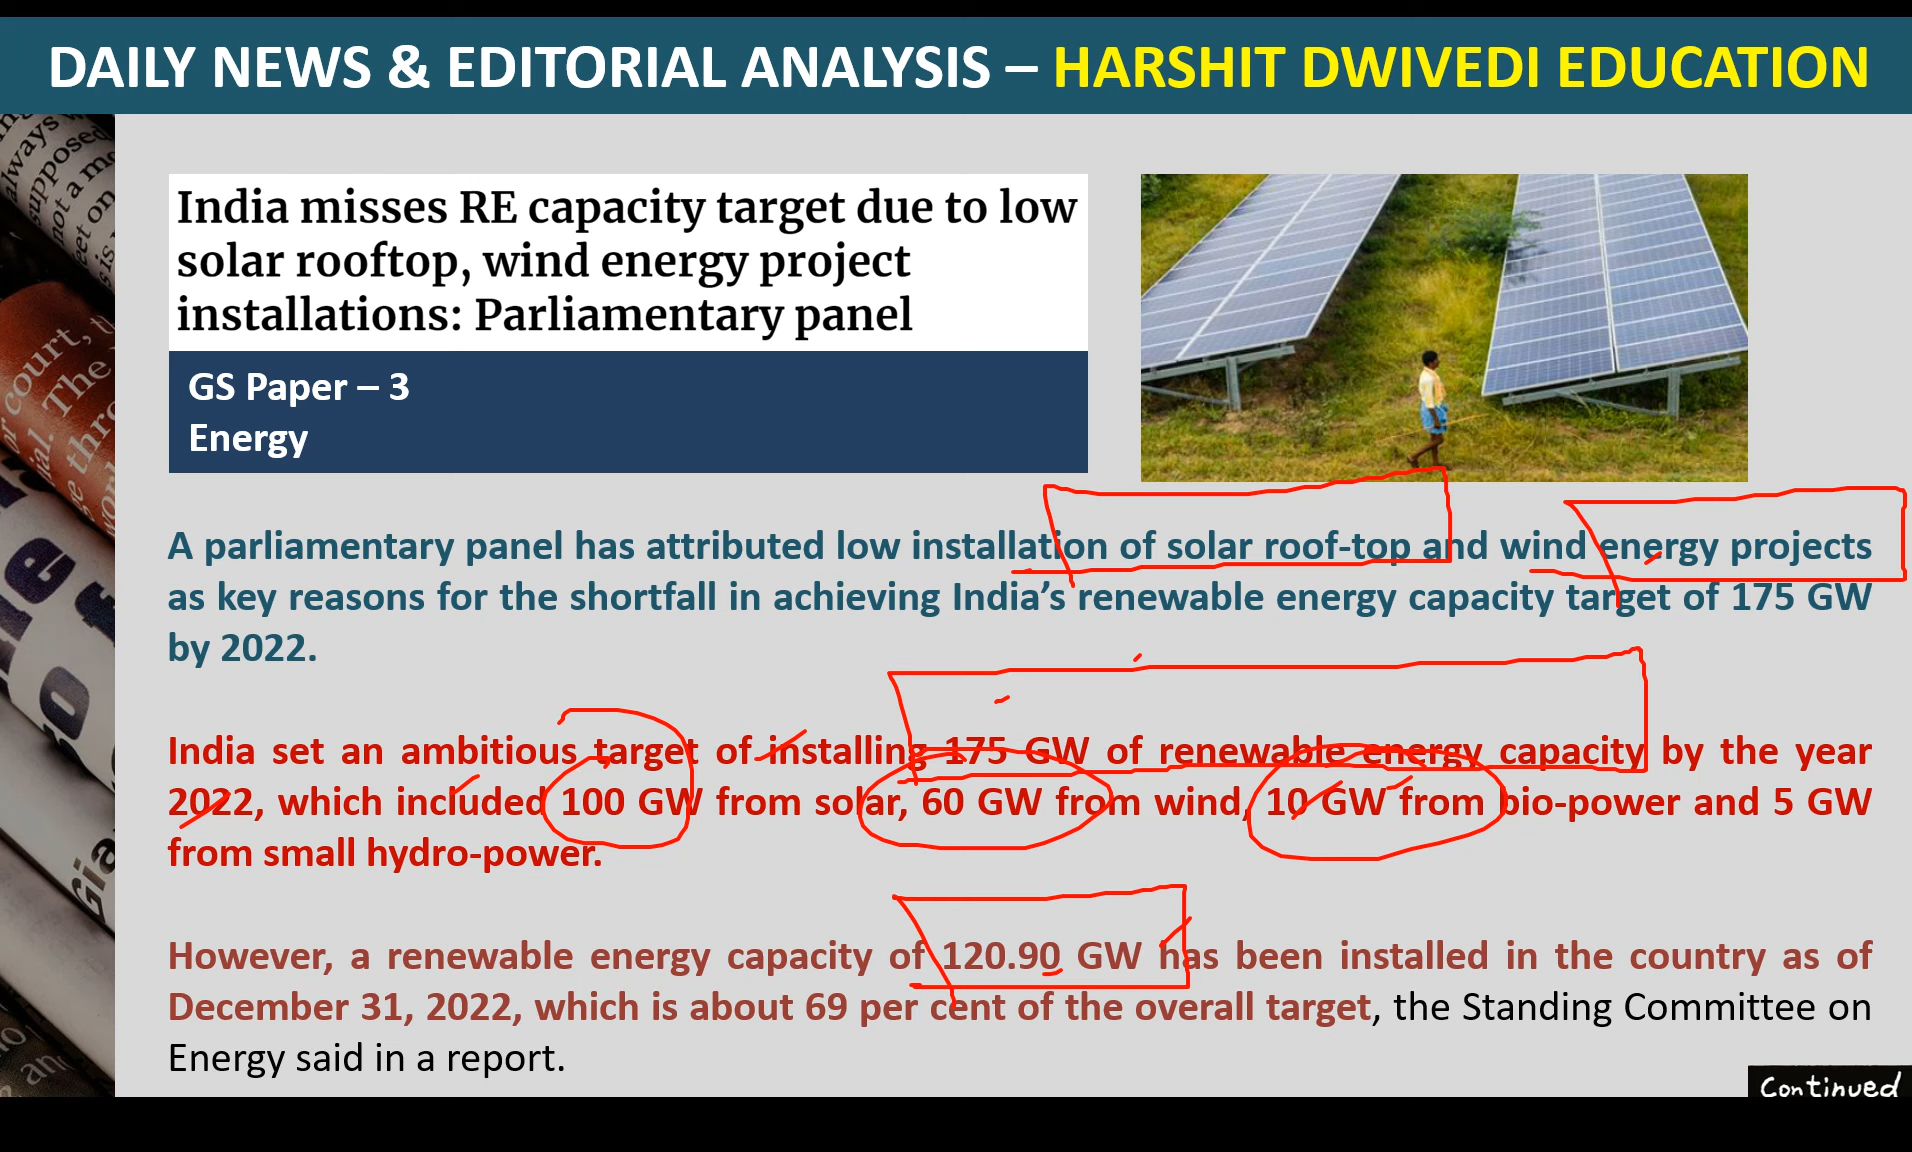 DAILY NEWS & EDITORIAL ANALYSIS – HARSHIT DWIVEDI EDUCATION
India misses RE capacity target due to low
solar rooftop, wind energy project
installations: Parliamentary panel
GS Paper – 3
Energy
A parliamentary panel has attributed low installation of solar roof-top and wind energy projects
as key reasons for the shortfall in achieving India's renewable energy capacity target of 175 GW
by 2022.
India set an ambitious target of installing 175 GW of renewable energy capacity by the year
2022, which included 100 GW from solar, 60 GW from wind, 10 GW from bio-power and 5 GW
from small hydro-power.
However, a renewable energy capacity of 120.90 GW has been installed in the country as of
December 31, 2022, which is about 69 per cent of the overall target, the Standing Committee on
Energy said in a report.
Continued
always
supposed
not a
court,
The